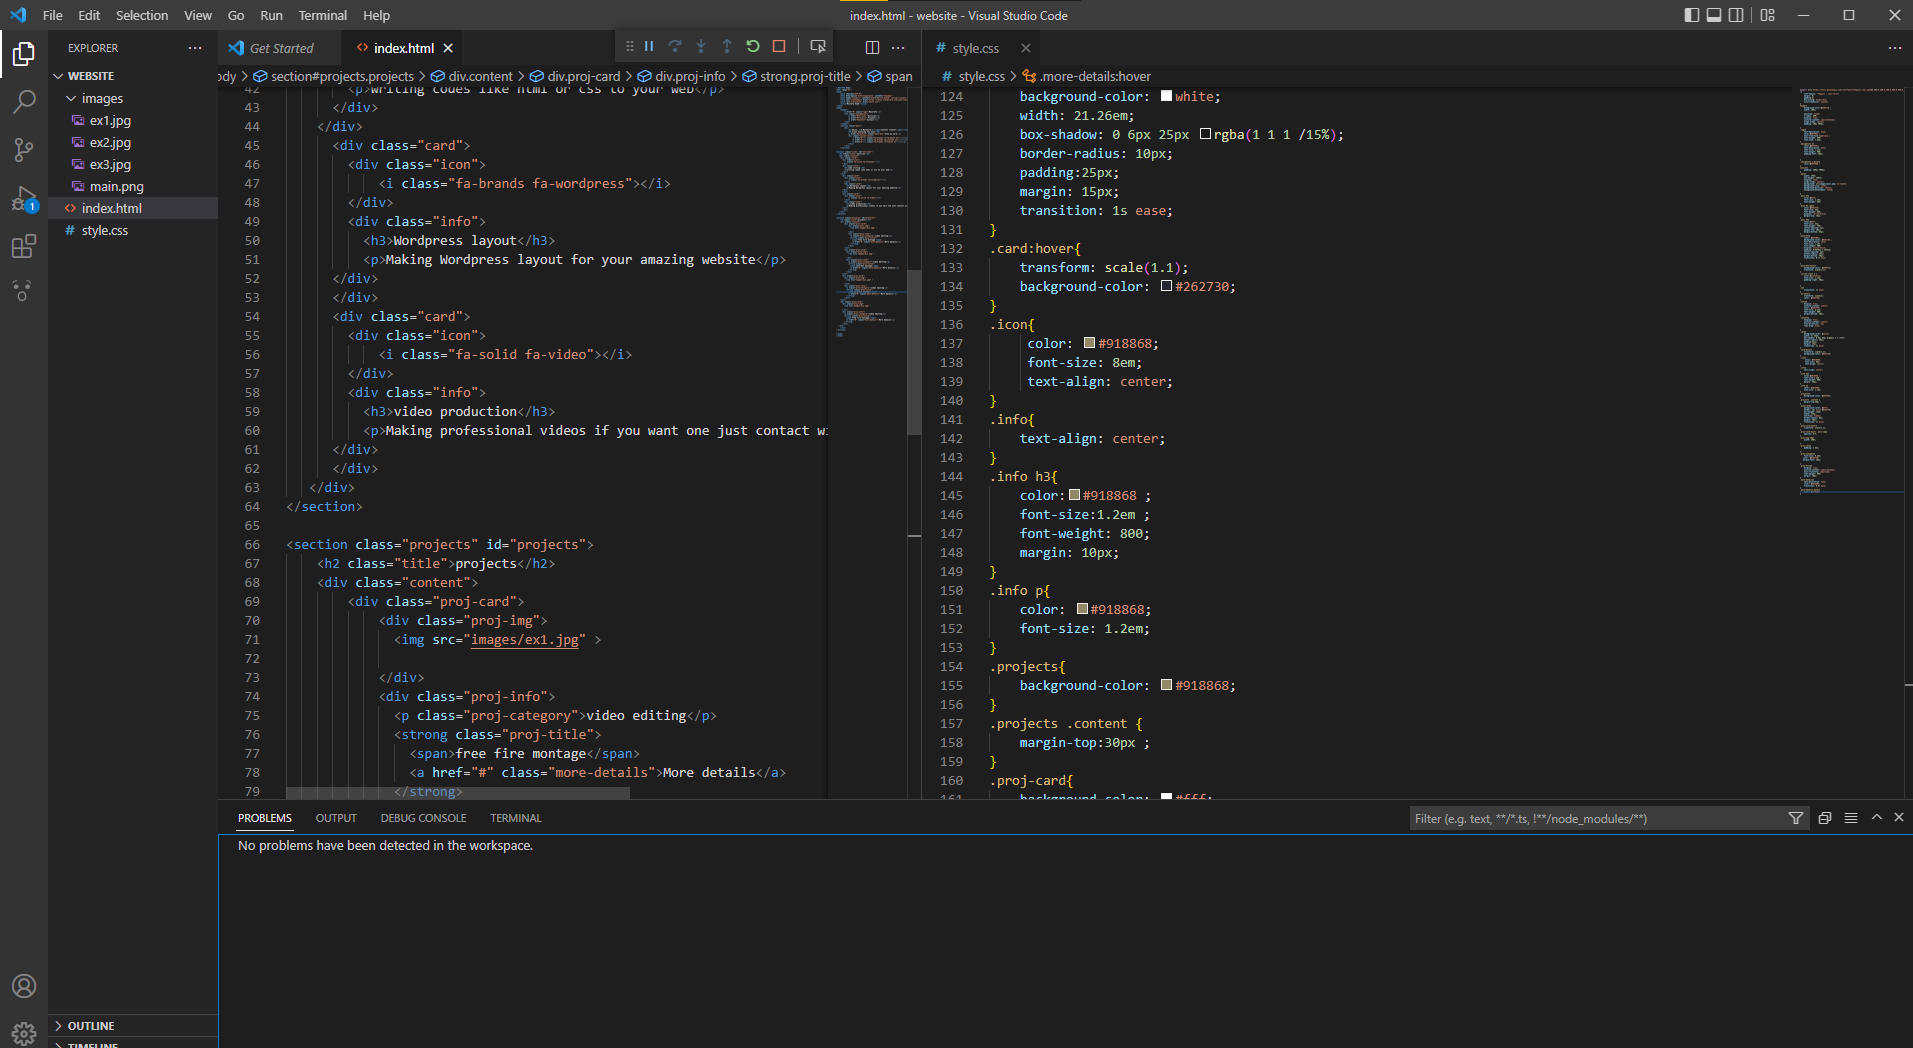 File Edit Selection View Go Run Terminal Help
index.html - website - Visual Studio Code
EXPLORER
WEBSITE
images
ex1.jpg
ex2.jpg
ex3.jpg
main.png
index.html
style.css
1
OUTLINE
TIMELINE
Get Started
index.html
ody > section#projects.projects > div.content > div.proj-card > div.proj-info > strong.proj-title > span
42 <p>writing codes like html or css to your web</p>
43 </div>
44 </div>
45 <div class="card">
46 <div class="icon">
47 <i class="fa-brands fa-wordpress"></i>
48 </div>
49 <div class="info">
50 <h3>Wordpress layout</h3>
51 <p>Making Wordpress layout for your amazing website</p>
52 </div>
53 </div>
54 <div class="card">
55 <div class="icon">
56 <i class="fa-solid fa-video"></i>
57 </div>
58 <div class="info">
59 <h3>video production</h3>
60 <p>Making professional videos if you want one just contact wi
61 </div>
62 </div>
63 </div>
64 </section>
65
66 <section class="projects" id="projects">
67 <h2 class="title">projects</h2>
68 <div class="content">
69 <div class="proj-card">
70 <div class="proj-img">
71 <img src="images/ex1.jpg" >
72
73 </div>
74 <div class="proj-info">
75 <p class="proj-category">video editing</p>
76 <strong class="proj-title">
77 <span>free fire montage</span>
78 <a href="#" class="more-details">More details</a>
79 </strong>
style.css
style.css > .more-details:hover
124 background-color: white;
125 width: 21.26em;
126 box-shadow: 0 6px 25px rgba(1 1 1 /15%);
127 border-radius: 10px;
128 padding:25px;
129 margin: 15px;
130 transition: 1s ease;
131 }
132 .card:hover{
133 transform: scale(1.1);
134 background-color: #262730;
135 }
136 .icon{
137 color: #918868;
138 font-size: 8em;
139 text-align: center;
140 }
141 .info{
142 text-align: center;
143 }
144 .info h3{
145 color: #918868 ;
146 font-size:1.2em ;
147 font-weight: 800;
148 margin: 10px;
149 }
150 .info p{
151 color: #918868;
152 font-size: 1.2em;
153 }
154 .projects{
155 background-color: #918868;
156 }
157 .projects .content {
158 margin-top:30px ;
159 }
160 .proj-card{
161 background-color: #fff;
PROBLEMS OUTPUT DEBUG CONSOLE TERMINAL
Filter (e.g. text, **/*.ts, !**/node_modules/**)
No problems have been detected in the workspace.